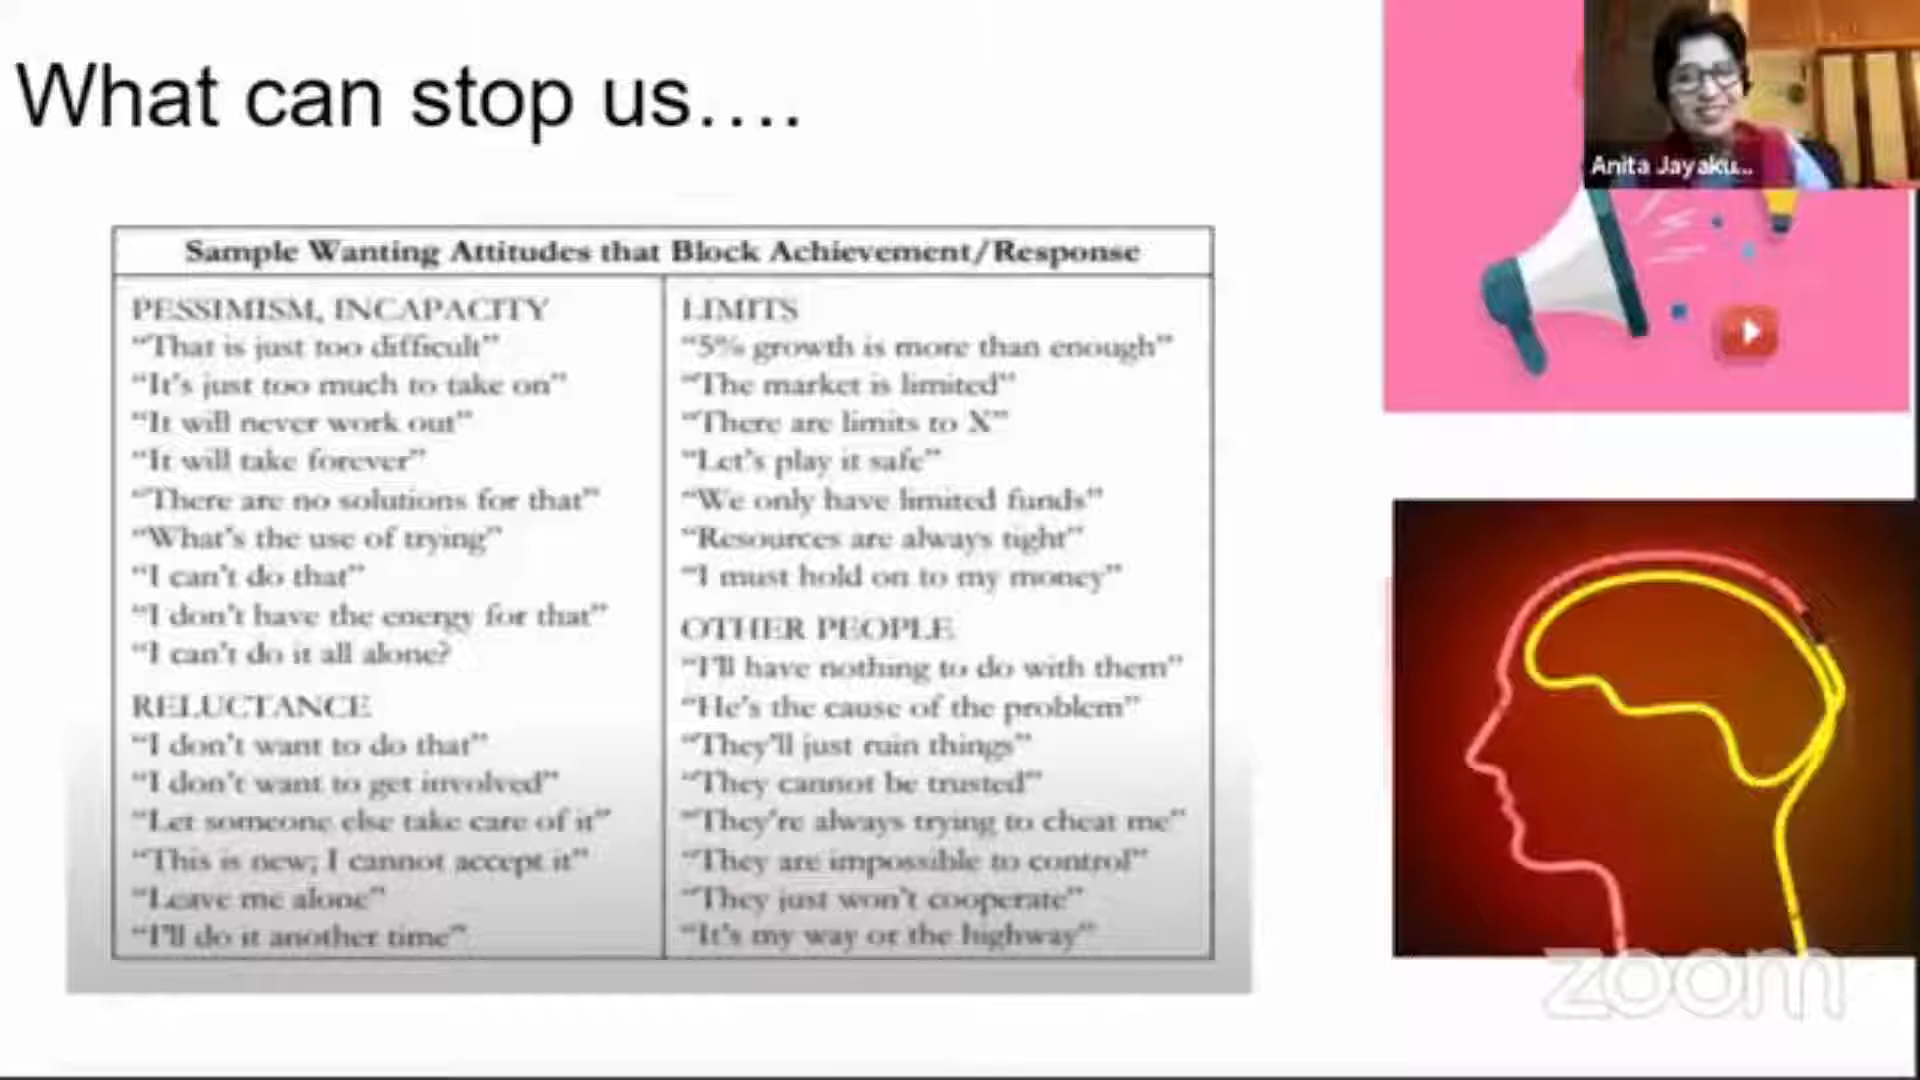 What can stop us....
Anita Jayaku...
Sample Wanting Attitudes that Block Achievement/Response
PESSIMISM, INCAPACITY
"That is just too difficult"
"It's just too much to take on"
"It will never work out"
"It will take forever"
"There are no solutions for that"
"What's the use of trying"
"I can't do that"
"I don't have the energy for that"
"I can't do it all alone?
RELUCTANCE
"I don't want to do that"
"I don't want to get involved"
"Let someone else take care of it"
"This is new; I cannot accept it"
"Leave me alone"
"I'll do it another time"
LIMITS
"5% growth is more than enough"
"The market is limited"
"There are limits to X"
"Let's play it safe"
"We only have limited funds"
"Resources are always tight"
"I must hold on to my money"
OTHER PEOPLE
"I'll have nothing to do with them"
"He's the cause of the problem"
"They'll just ruin things"
"They cannot be trusted"
"They're always trying to cheat me"
"They are impossible to control"
"They just won't cooperate"
"It's my way or the highway"
zoom